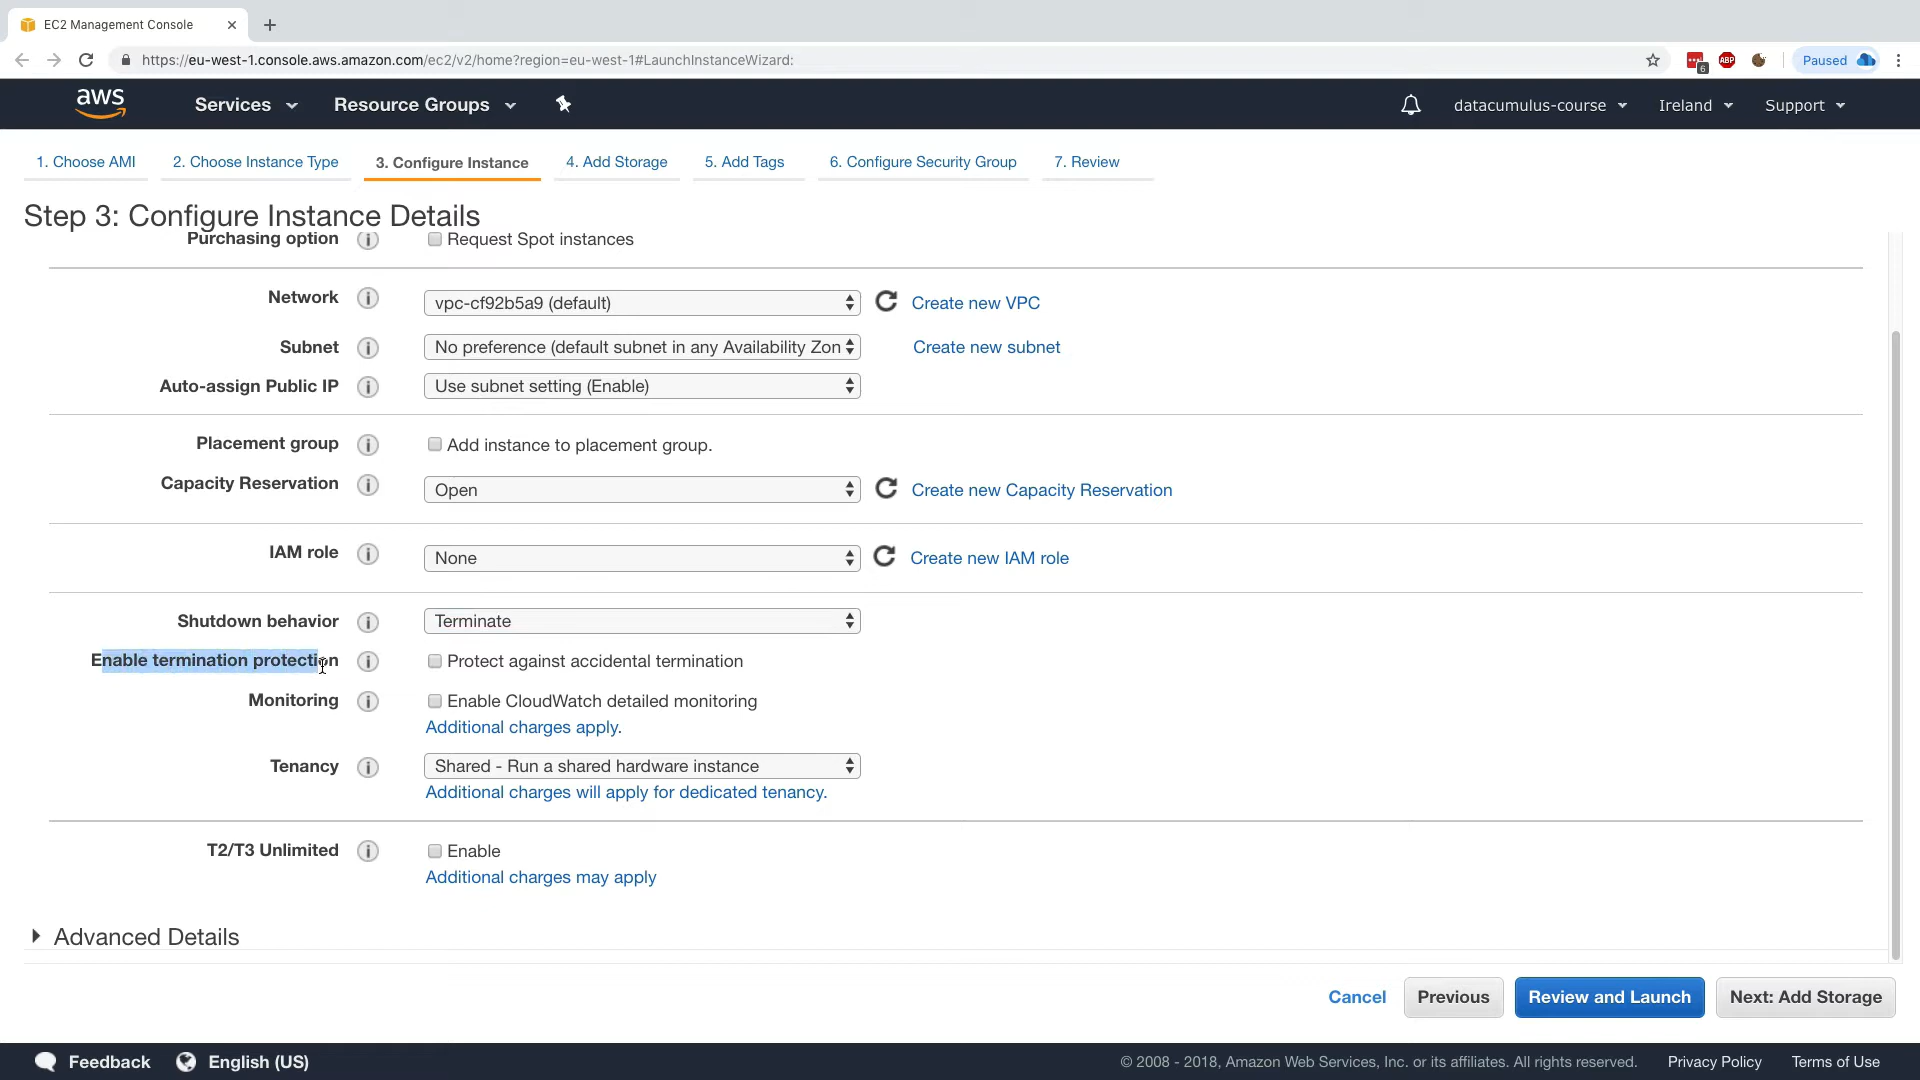 EC2 Management Console
https://eu-west-1.console.aws.amazon.com/ec2/v2/home?region=eu-west-1#LaunchInstanceWizard:
6
ABP
Paused
aws
Services
Resource Groups
datacumulus-course
Ireland
Support
1. Choose AMI
2. Choose Instance Type
3. Configure Instance
4. Add Storage
5. Add Tags
6. Configure Security Group
7. Review
Step 3: Configure Instance Details
Purchasing option
Request Spot instances
Network
vpc-cf92b5a9 (default)
Create new VPC
Subnet
No preference (default subnet in any Availability Zon
Create new subnet
Auto-assign Public IP
Use subnet setting (Enable)
Placement group
Add instance to placement group.
Capacity Reservation
Open
Create new Capacity Reservation
IAM role
None
Create new IAM role
Shutdown behavior
Terminate
Enable termination protection
Protect against accidental termination
Monitoring
Enable CloudWatch detailed monitoring
Additional charges apply.
Tenancy
Shared - Run a shared hardware instance
Additional charges will apply for dedicated tenancy.
T2/T3 Unlimited
Enable
Additional charges may apply
Advanced Details
Cancel
Previous
Review and Launch
Next: Add Storage
Feedback
English (US)
© 2008 - 2018, Amazon Web Services, Inc. or its affiliates. All rights reserved.
Privacy Policy
Terms of Use